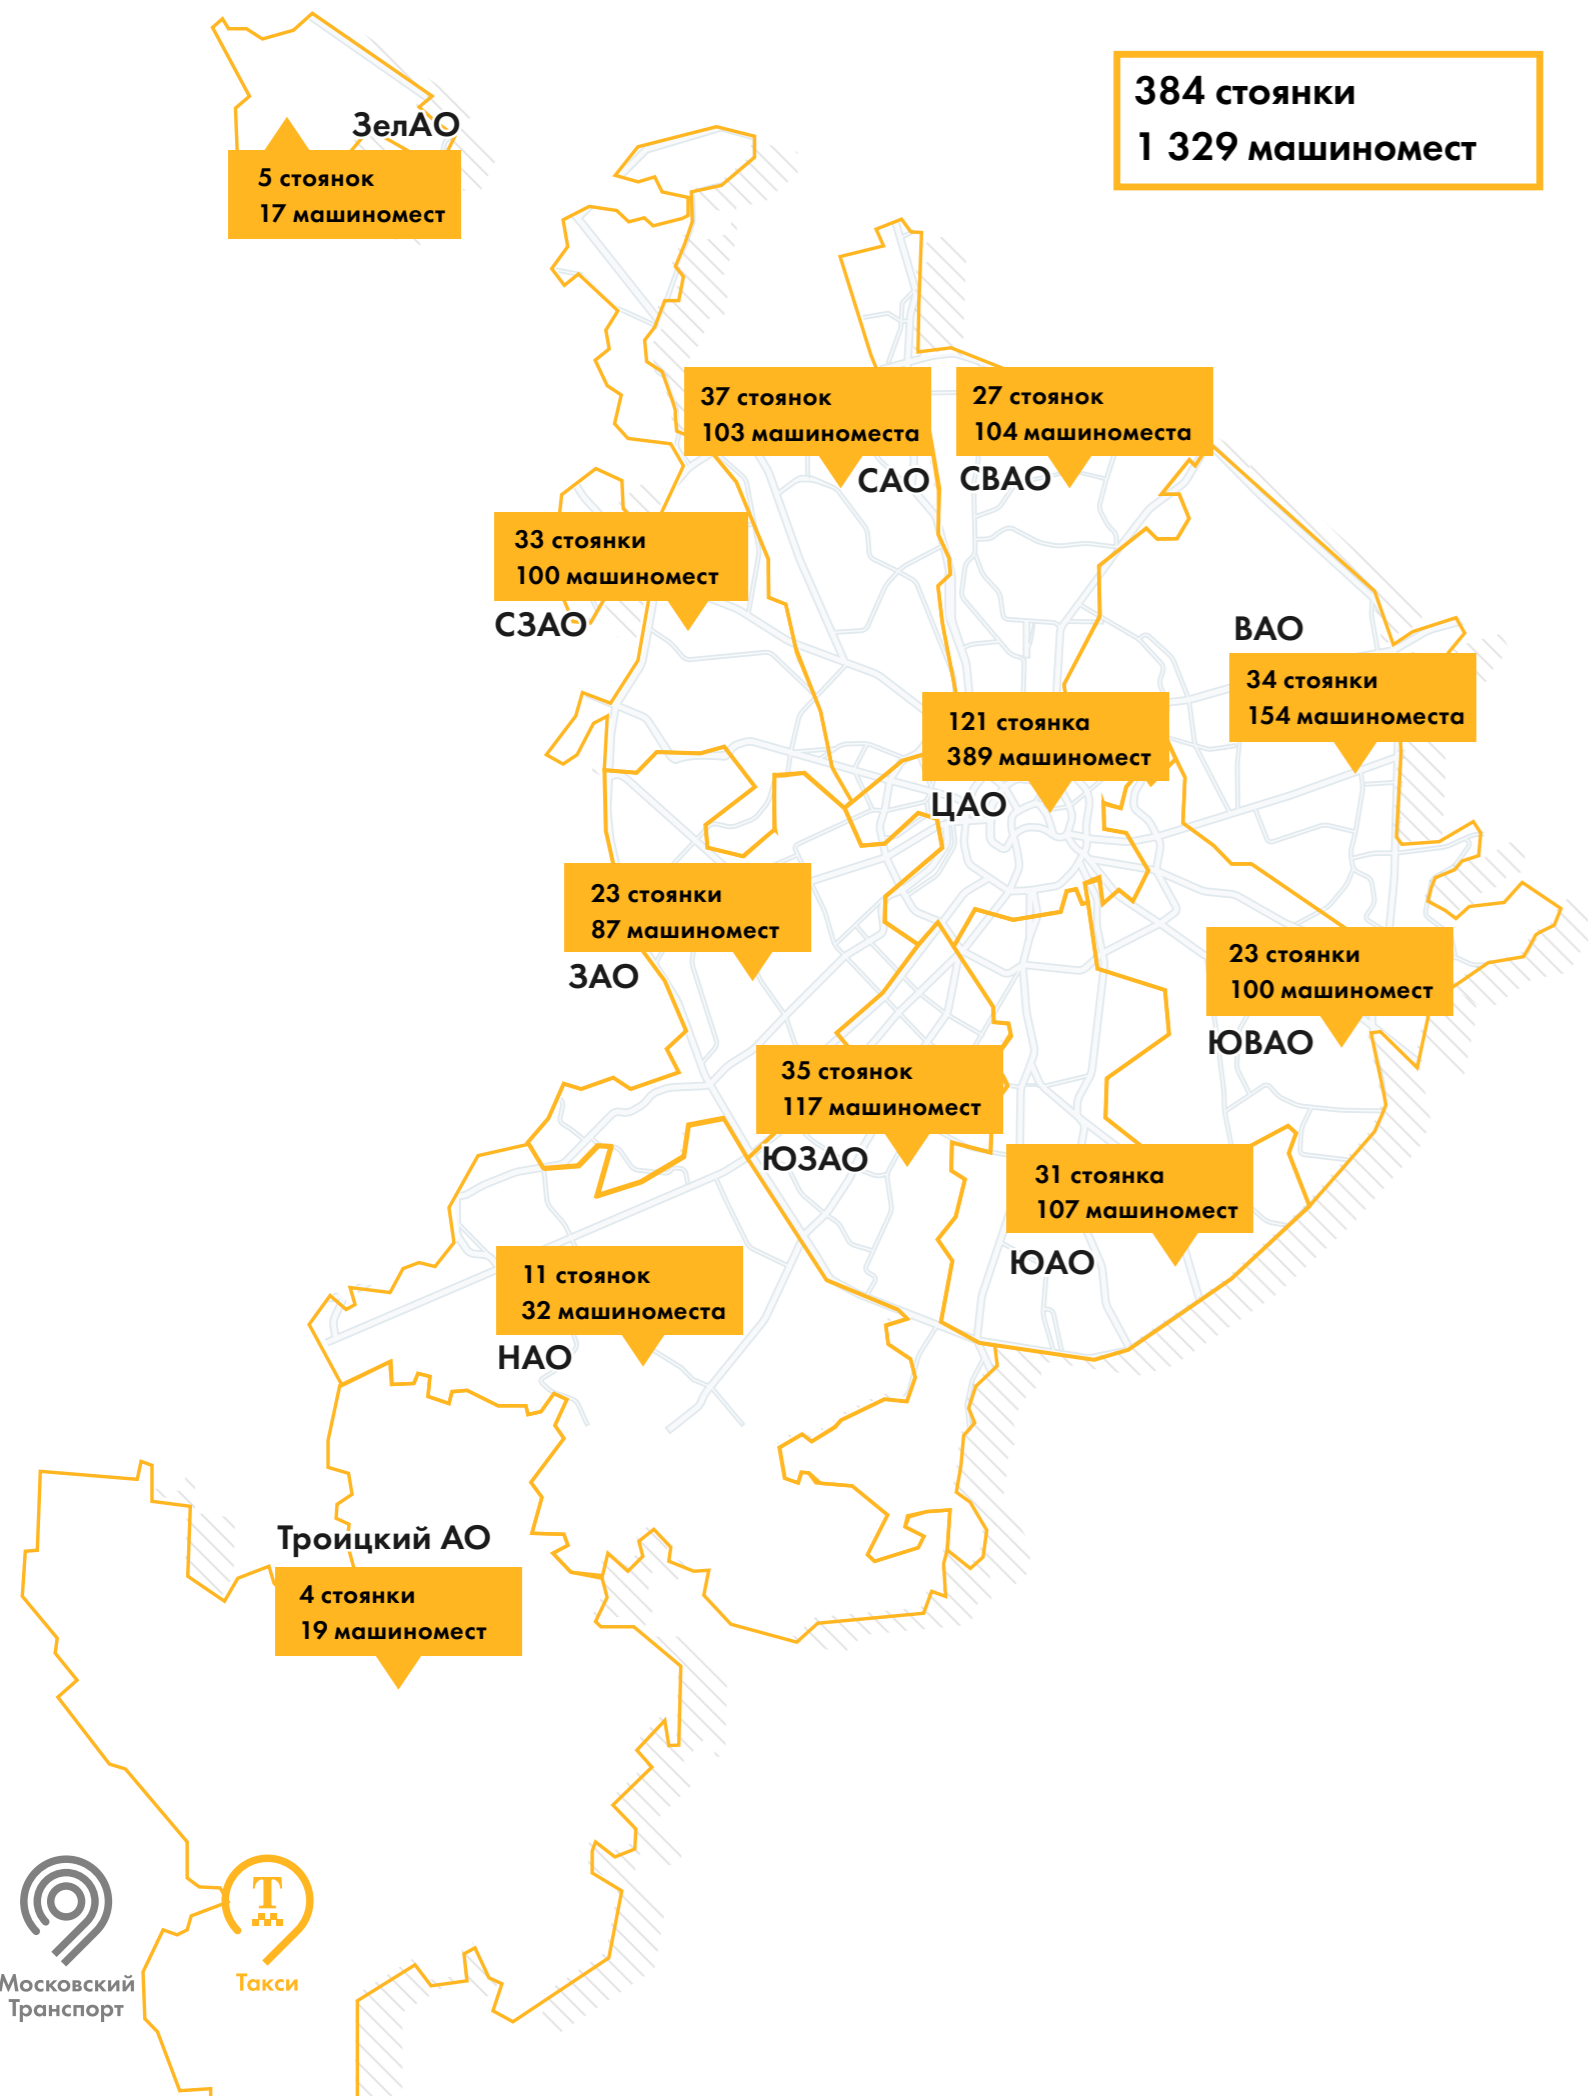 384 стоянки
1 329 машиномест
ЗелАО
5 стоянок
17 машиномест
37 стоянок
103 машиноместа
САО
27 стоянок
104 машиноместа
СВАО
33 стоянки
100 машиномест
СЗАО
ВАО
34 стоянки
154 машиноместа
121 стоянка
389 машиномест
ЦАО
23 стоянки
87 машиномест
ЗАО
23 стоянки
100 машиномест
ЮВАО
35 стоянок
117 машиномест
ЮЗАО
31 стоянка
107 машиномест
ЮАО
11 стоянок
32 машиноместа
НАО
Троицкий АО
4 стоянки
19 машиномест
Московский
Транспорт
Т
Такси